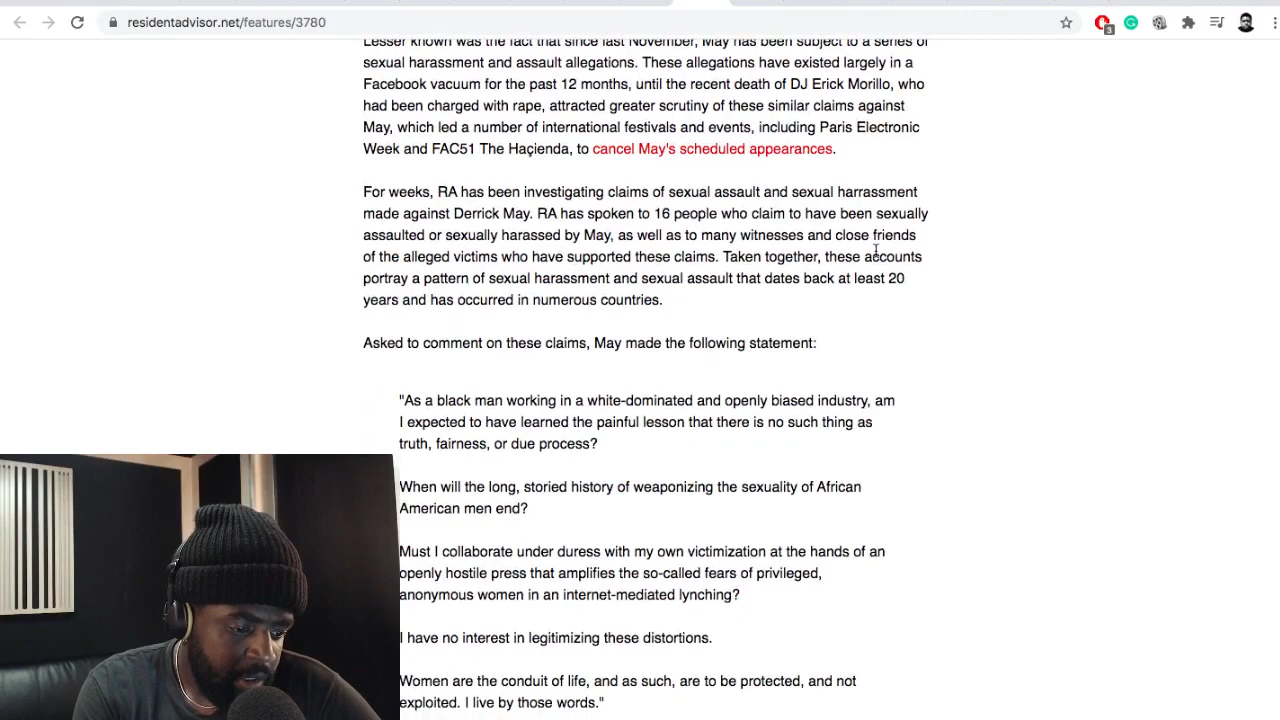 residentadvisor.net/features/3780
3
Lesser known was the fact that since last November, May has been subject to a series of
sexual harassment and assault allegations. These allegations have existed largely in a
Facebook vacuum for the past 12 months, until the recent death of DJ Erick Morillo, who
had been charged with rape, attracted greater scrutiny of these similar claims against
May, which led a number of international festivals and events, including Paris Electronic
Week and FAC51 The Haçienda, to cancel May's scheduled appearances.
For weeks, RA has been investigating claims of sexual assault and sexual harrassment
made against Derrick May. RA has spoken to 16 people who claim to have been sexually
assaulted or sexually harassed by May, as well as to many witnesses and close friends
of the alleged victims who have supported these claims. Taken together, these accounts
portray a pattern of sexual harassment and sexual assault that dates back at least 20
years and has occurred in numerous countries.
Asked to comment on these claims, May made the following statement:
"As a black man working in a white-dominated and openly biased industry, am
I expected to have learned the painful lesson that there is no such thing as
truth, fairness, or due process?
When will the long, storied history of weaponizing the sexuality of African
American men end?
Must I collaborate under duress with my own victimization at the hands of an
openly hostile press that amplifies the so-called fears of privileged,
anonymous women in an internet-mediated lynching?
I have no interest in legitimizing these distortions.
Women are the conduit of life, and as such, are to be protected, and not
exploited. I live by those words."